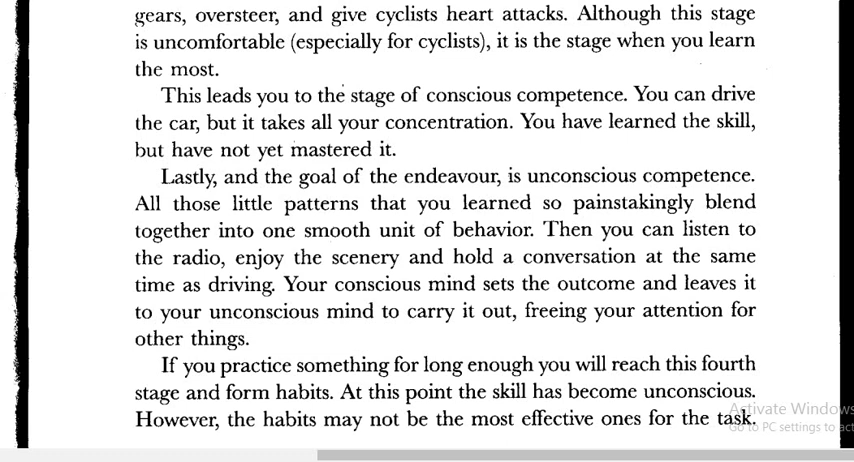 gears, oversteer, and give cyclists heart attacks. Although this stage
is uncomfortable (especially for cyclists), it is the stage when you learn
the most.
This leads you to the stage of conscious competence. You can drive
the car, but it takes all your concentration. You have learned the skill,
but have not yet mastered it.
Lastly, and the goal of the endeavour, is unconscious competence.
All those little patterns that you learned so painstakingly blend
together into one smooth unit of behavior. Then you can listen to
the radio, enjoy the scenery and hold a conversation at the same
time as driving. Your conscious mind sets the outcome and leaves it
to your unconscious mind to carry it out, freeing your attention for
other things.
If you practice something for long enough you will reach this fourth
stage and form habits. At this point the skill has become unconscious.
However, the habits may not be the most effective ones for the task.
Activate Windows
Go to PC settings to act